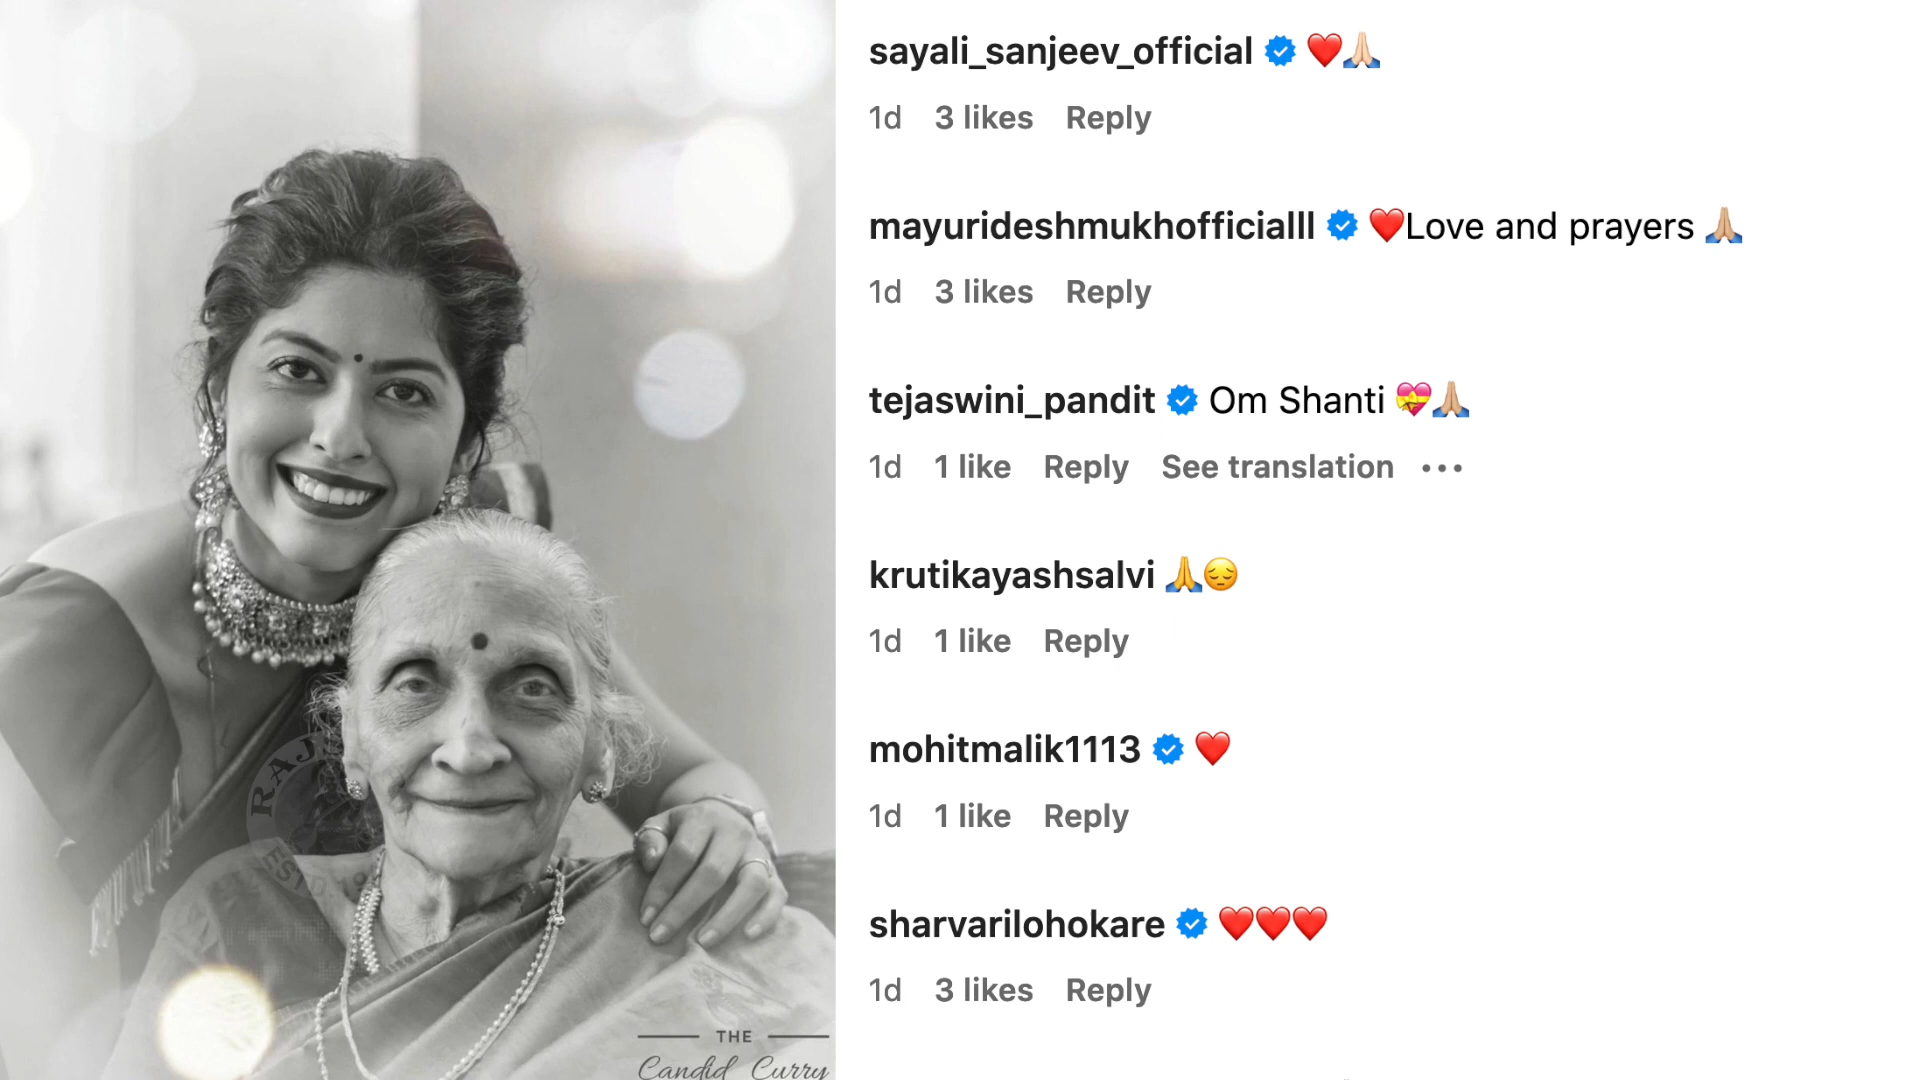 sayali_sanjeev_official ❤️🙏🏻
1d 3 likes Reply
mayurideshmukhofficialll ❤️Love and prayers 🙏🏼
1d 3 likes Reply
tejaswini_pandit Om Shanti 💝🙏🏼
1d 1 like Reply See translation •••
krutikayashsalvi 🙏😔
1d 1 like Reply
mohitmalik1113 ❤️
1d 1 like Reply
sharvarilohokare ❤️❤️❤️
1d 3 likes Reply
THE
Candid Curry